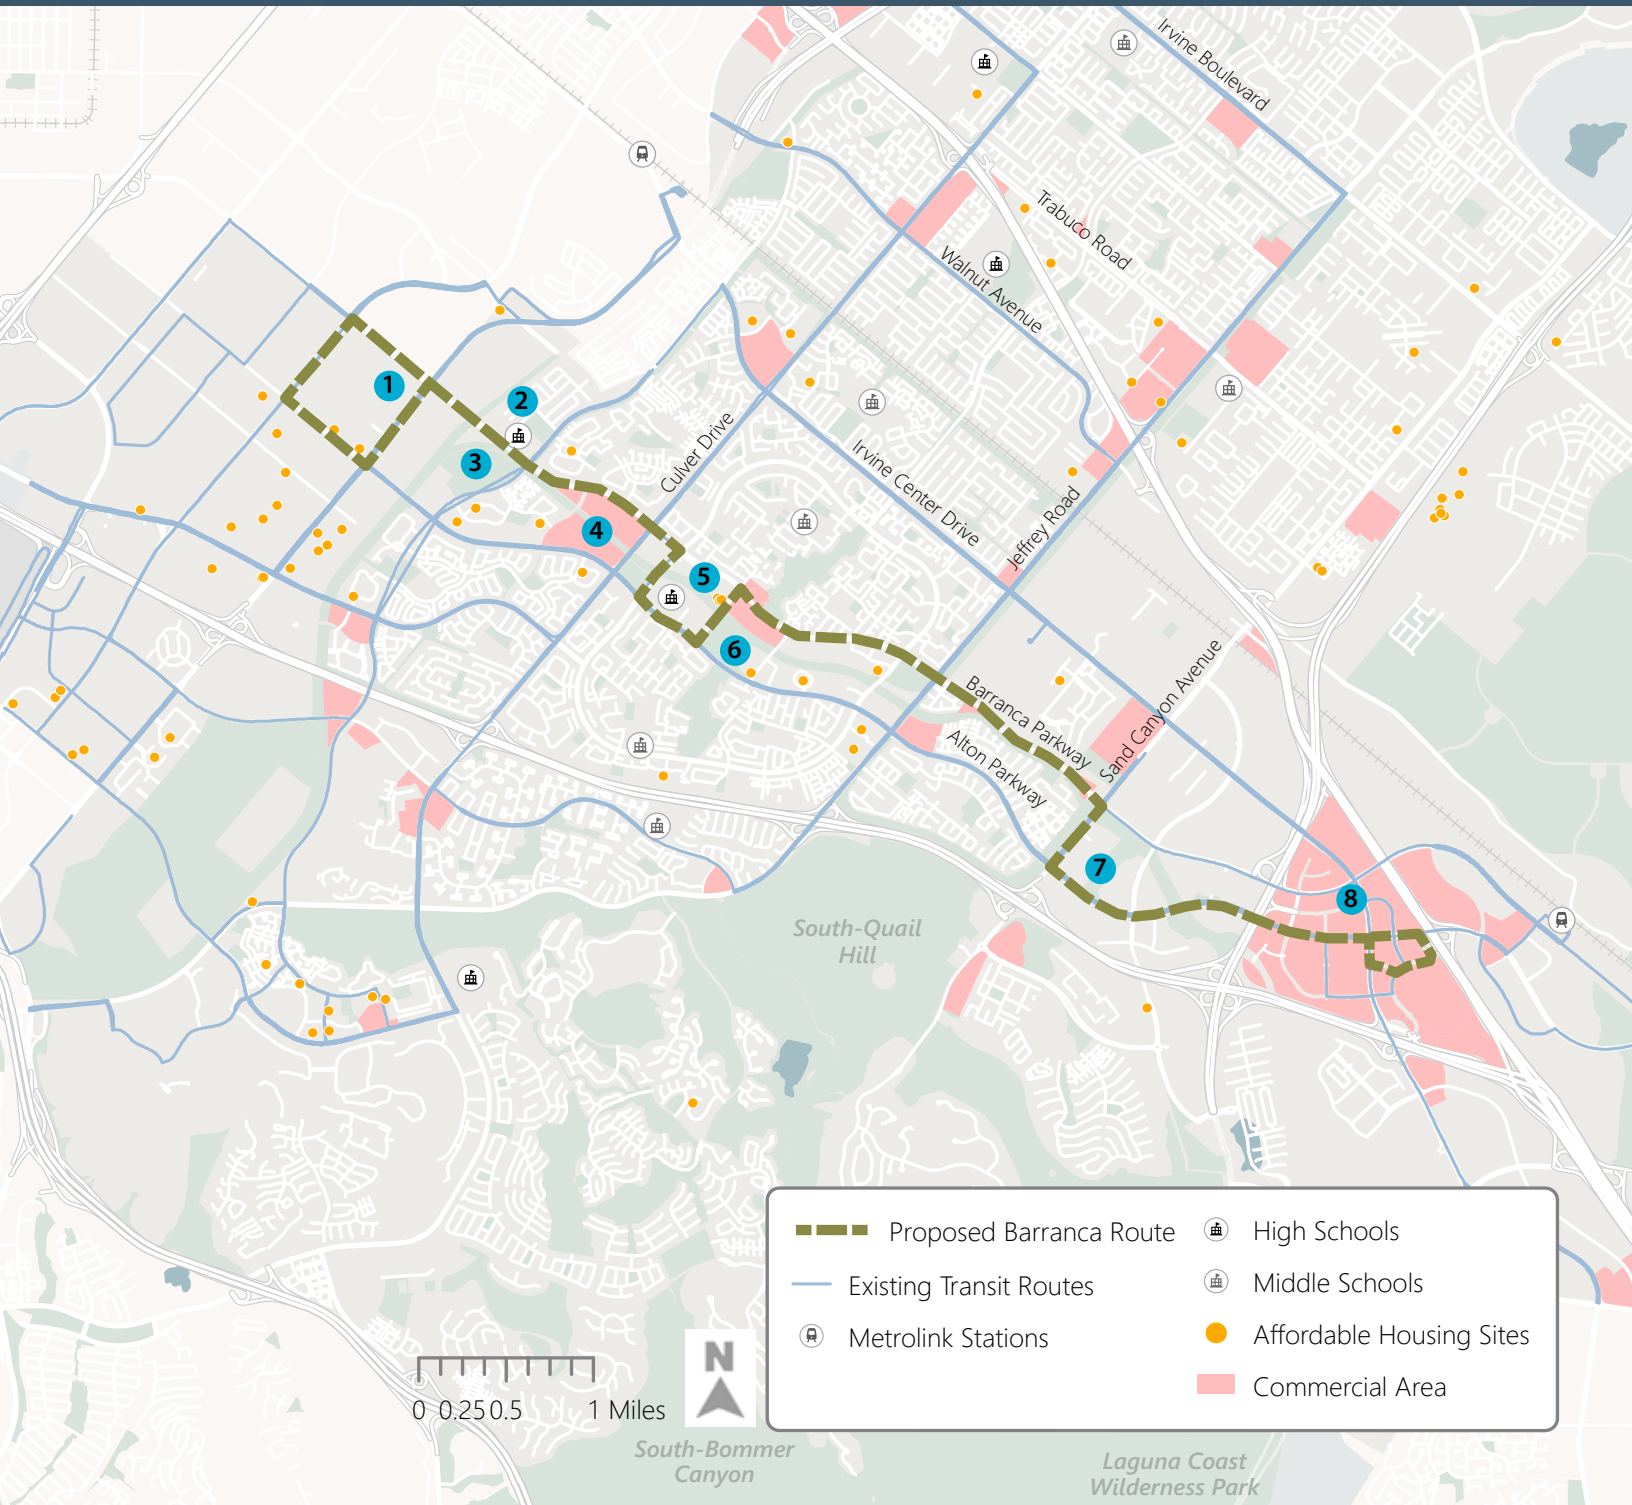 Irvine Boulevard
Trabuco Road
Walnut Avenue
1
2
3
Culver Drive
Irvine Center Drive
Jeffrey Road
4
5
6
Barranca Parkway
Sand Canyon Avenue
Alton Parkway
7
8
South-Quail
Hill
Proposed Barranca Route
Existing Transit Routes
Metrolink Stations
High Schools
Middle Schools
Affordable Housing Sites
Commercial Area
N
0 0.25 0.5 1 Miles
South-Bommer
Canyon
Laguna Coast
Wilderness Park